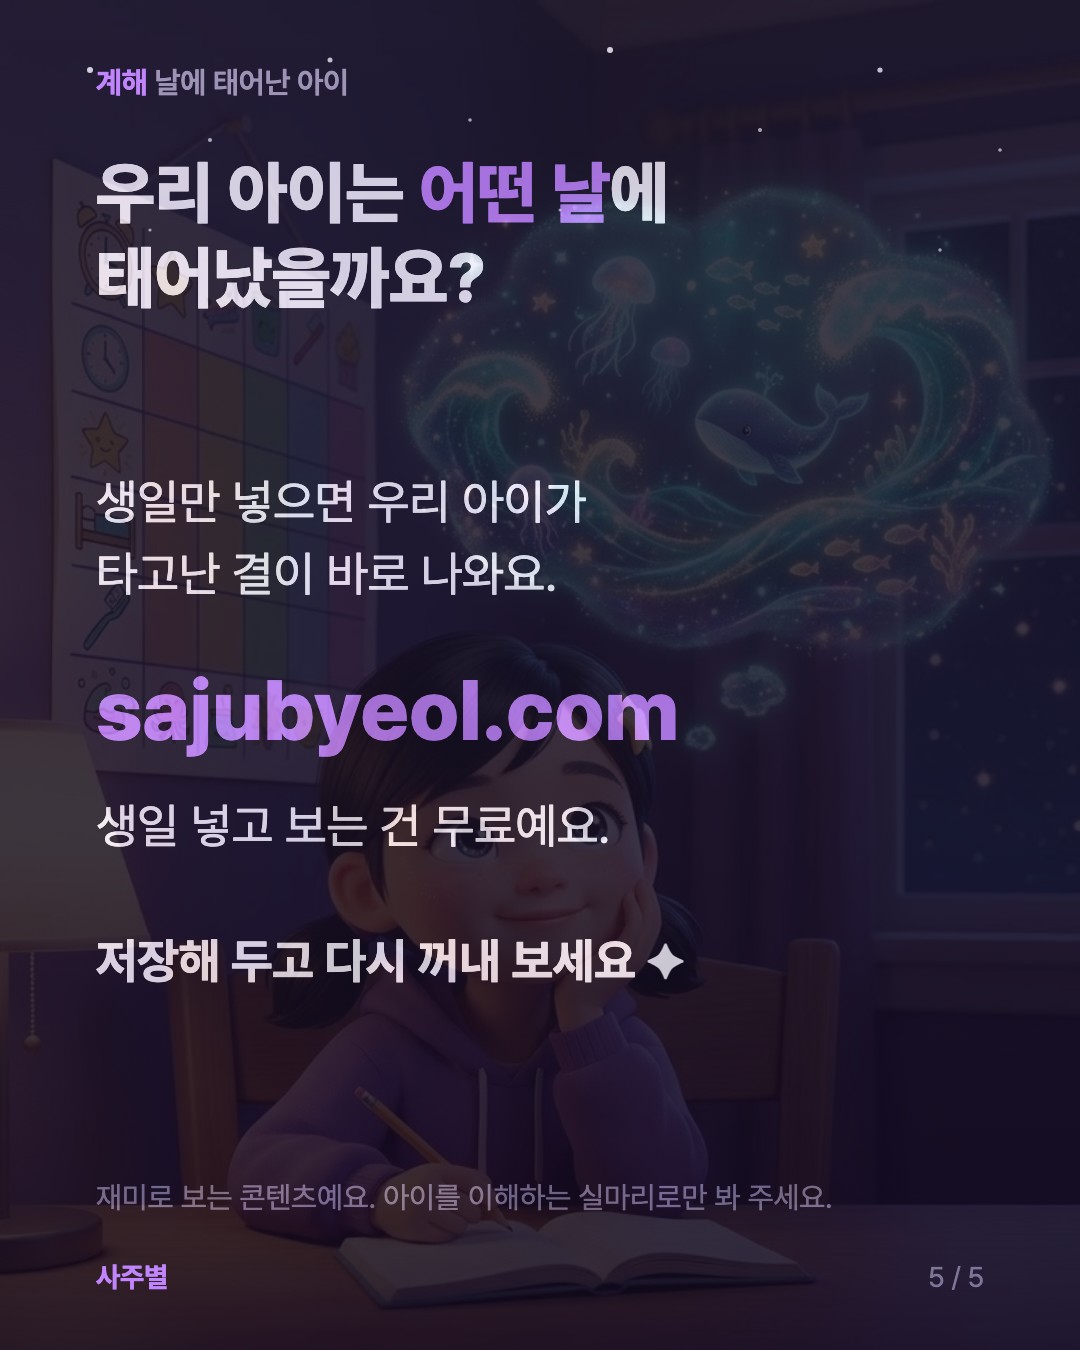 계해 날에 태어난 아이
우리 아이는 어떤 날에
태어났을까요?
생일만 넣으면 우리 아이가
타고난 결이 바로 나와요.
sajubyeol.com
생일 넣고 보는 건 무료예요.
저장해 두고 다시 꺼내 보세요 ✦
재미로 보는 콘텐츠예요. 아이를 이해하는 실마리로만 봐 주세요.
사주별
5 / 5